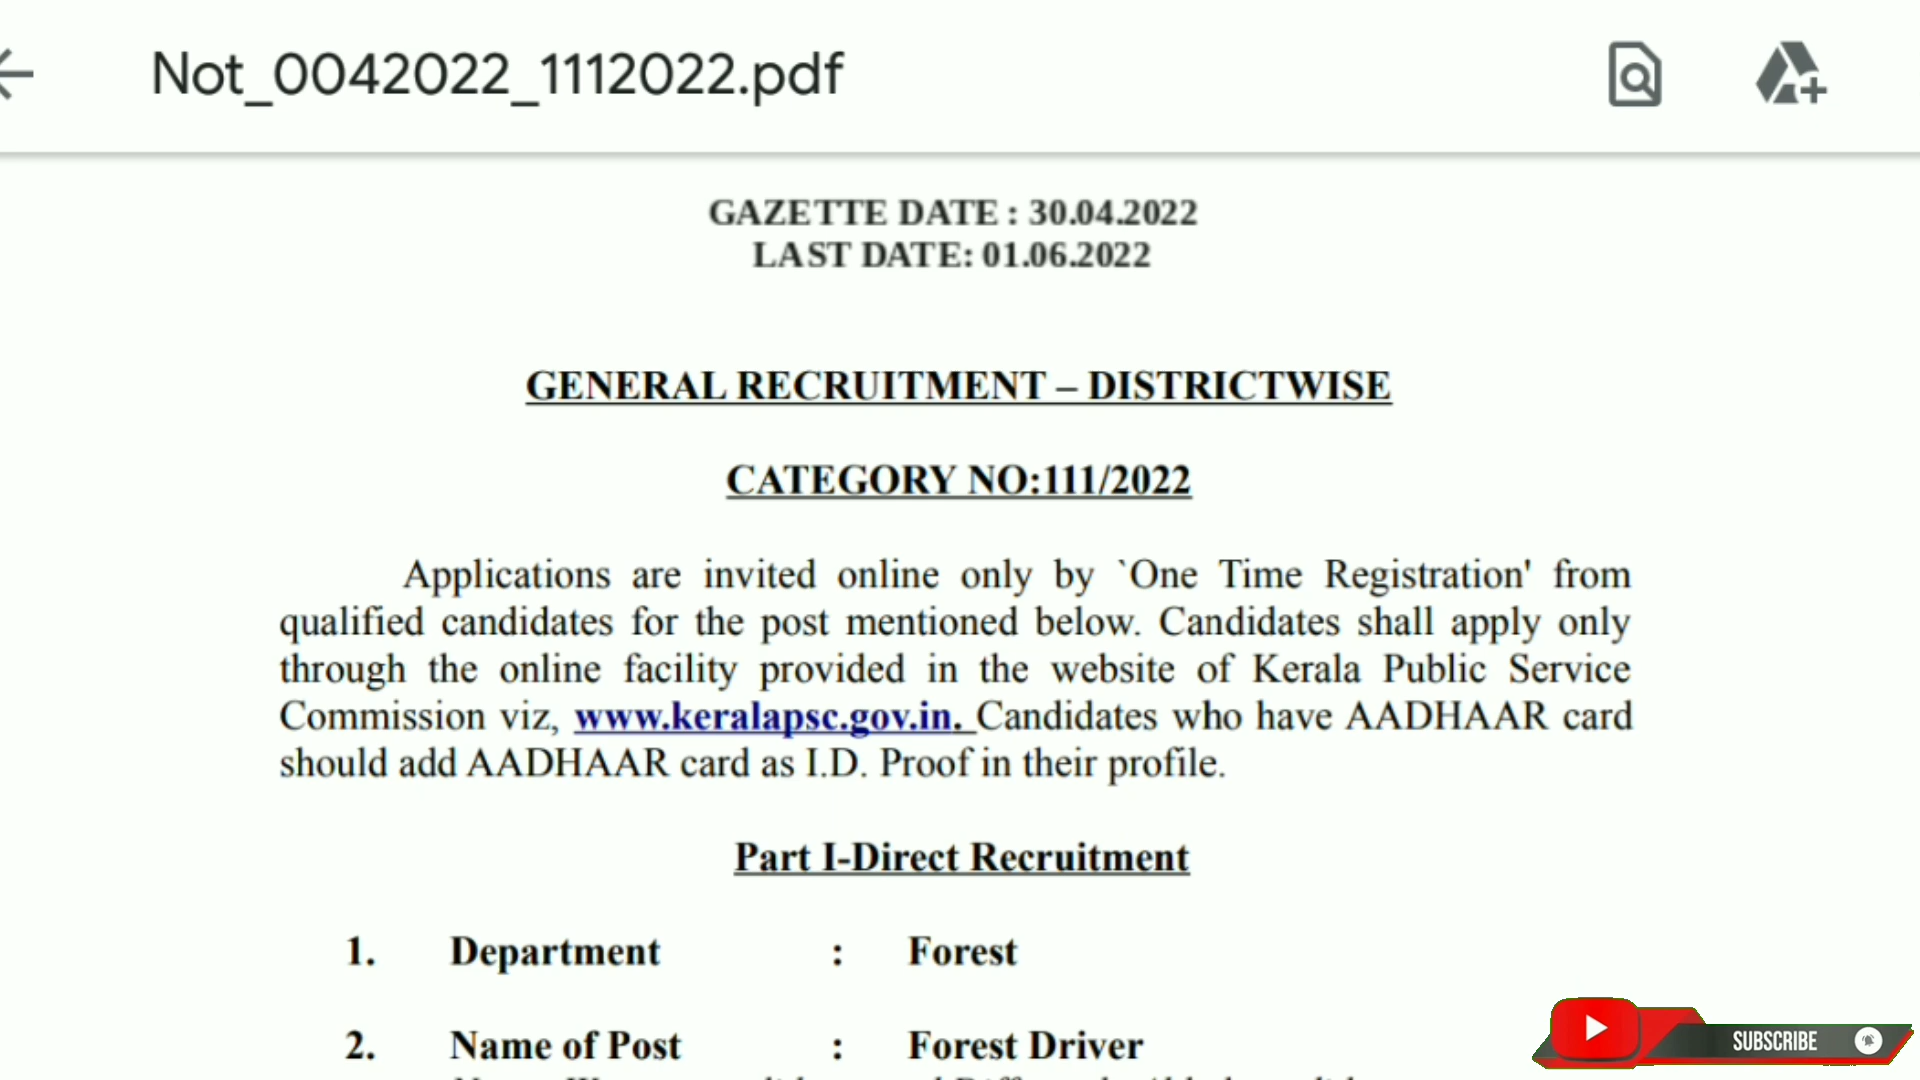 Not_0042022_1112022.pdf
GAZETTE DATE : 30.04.2022
LAST DATE: 01.06.2022
GENERAL RECRUITMENT – DISTRICTWISE
CATEGORY NO:111/2022
Applications are invited online only by `One Time Registration' from
qualified candidates for the post mentioned below. Candidates shall apply only
through the online facility provided in the website of Kerala Public Service
Commission viz, www.keralapsc.gov.in. Candidates who have AADHAAR card
should add AADHAAR card as I.D. Proof in their profile.
Part I-Direct Recruitment
1. Department : Forest
2. Name of Post : Forest Driver
SUBSCRIBE